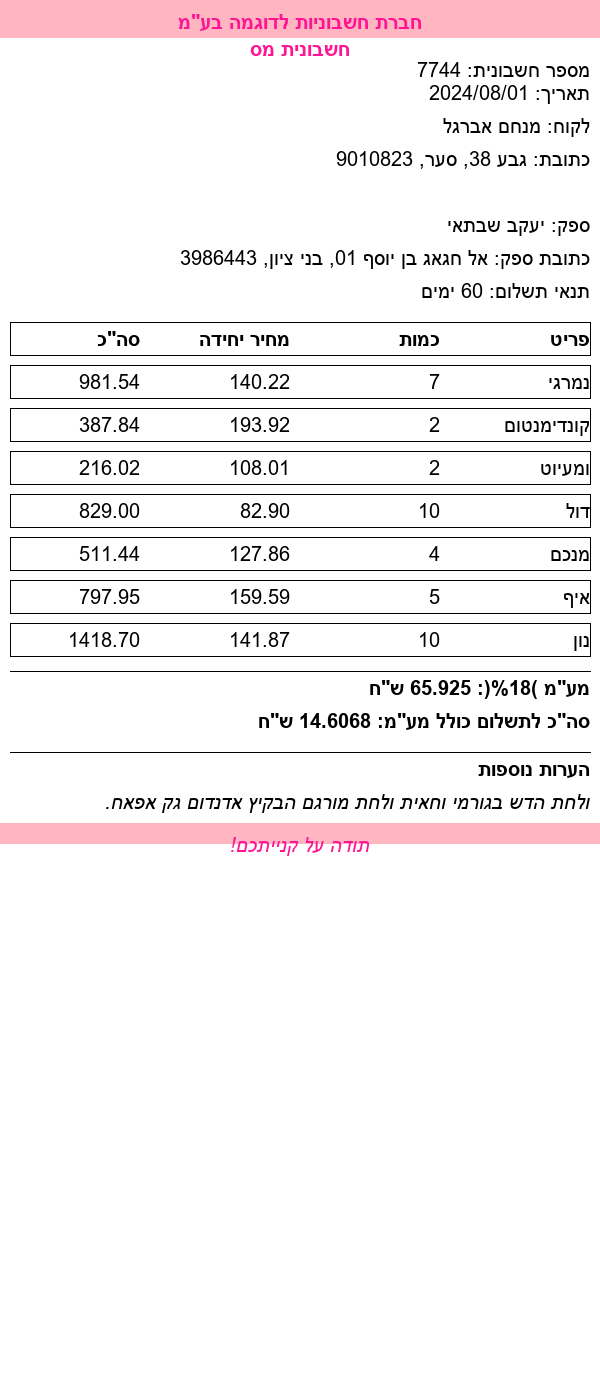 חברת חשבוניות לדוגמה בע"מ
חשבונית מס
מספר חשבונית: 7744
תאריך: 2024/08/01
לקוח: מנחם אברגל
כתובת: גבע 38, סער, 9010823
ספק: יעקב שבתאי
כתובת ספק: אל חגאג בן יוסף 01, בני ציון, 3986443
תנאי תשלום: 60 ימים
פריט כמות מחיר יחידה סה"כ
נמרגי 7 140.22 981.54
קונדימנטום 2 193.92 387.84
ומעיוט 2 108.01 216.02
דול 10 82.90 829.00
מנכם 4 127.86 511.44
איף 5 159.59 797.95
נון 10 141.87 1418.70
מע"מ )18%(: 65.925 ש"ח
סה"כ לתשלום כולל מע"מ: 14.6068 ש"ח
הערות נוספות
ולחת הדש בגורמי וחאית ולחת מורגם הבקיץ אדנדום גק אפאח.
תודה על קנייתכם!